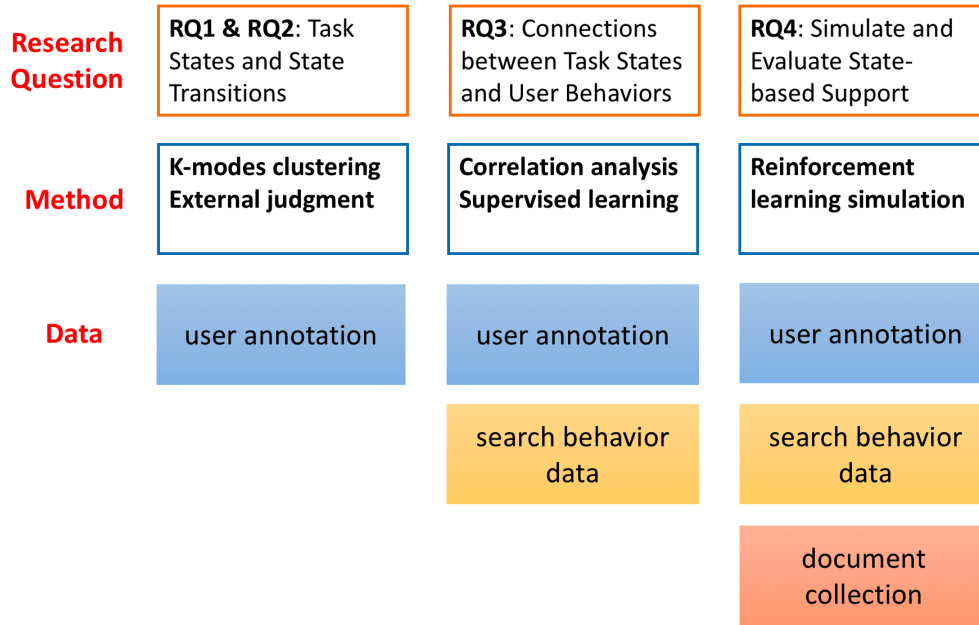 Research
Question
RQ1 & RQ2: Task
States and State
Transitions
RQ3: Connections
between Task States
and User Behaviors
RQ4: Simulate and
Evaluate State-
based Support
Method
K-modes clustering
External judgment
Correlation analysis
Supervised learning
Reinforcement
learning simulation
Data
user annotation
user annotation
user annotation
search behavior
data
search behavior
data
document
collection